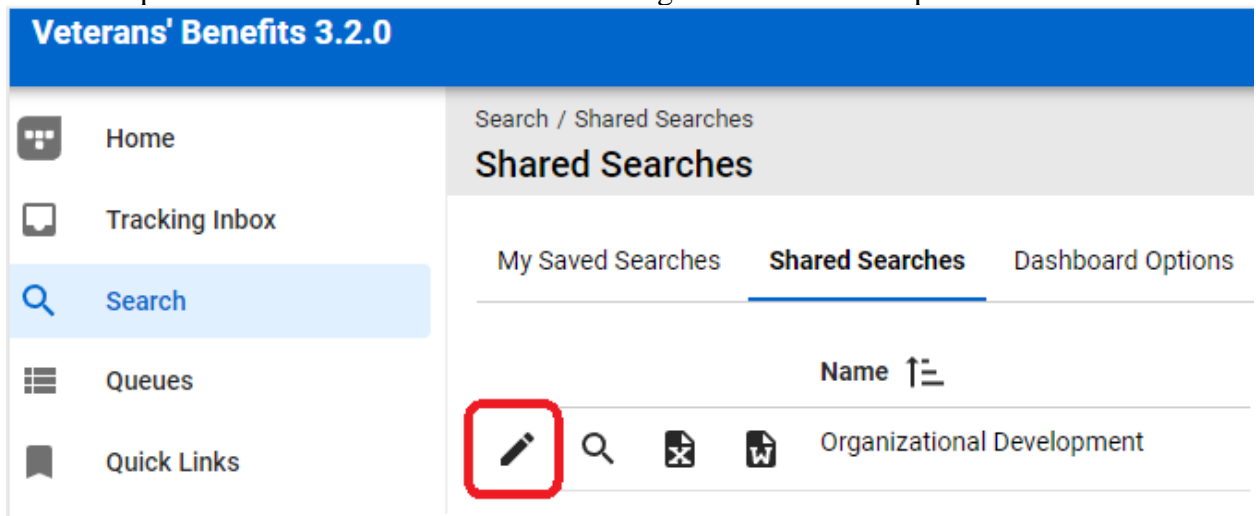 Veterans' Benefits 3.2.0
Home
Tracking Inbox
Search
Queues
Quick Links
Search / Shared Searches
Shared Searches
My Saved Searches Shared Searches Dashboard Options
Name
Organizational Development